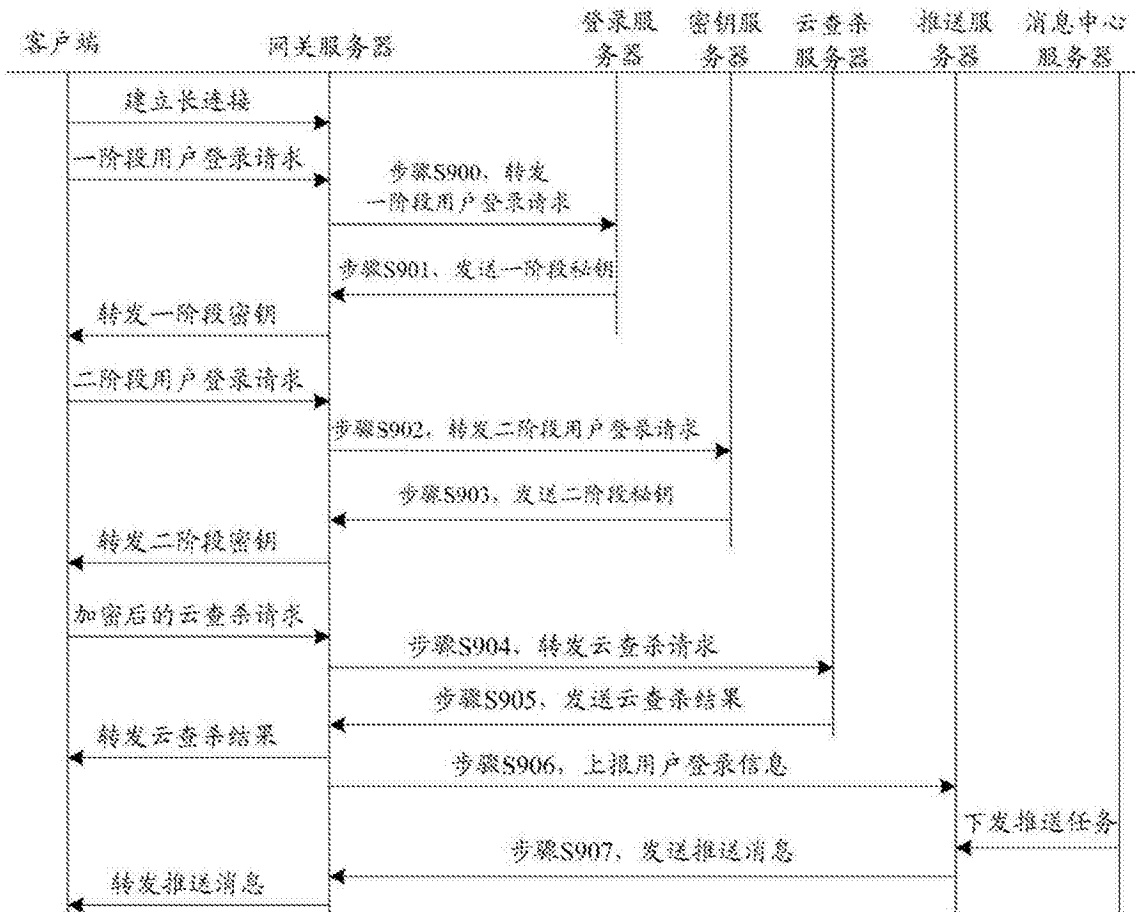 客户端
网关服务器
登录服
务器
密钥服
务器
云查杀
服务器
推送服
务器
消息中心
服务器
建立长连接
一阶段用户登录请求
步骤S900、转发
一阶段用户登录请求
步骤S901、发送一阶段秘钥
转发一阶段密钥
二阶段用户登录请求
步骤S902、转发二阶段用户登录请求
步骤S903、发送二阶段秘钥
转发二阶段密钥
加密后的云查杀请求
步骤S904、转发云查杀请求
步骤S905、发送云查杀结果
转发云查杀结果
步骤S906、上报用户登录信息
下发推送任务
步骤S907、发送推送消息
转发推送消息